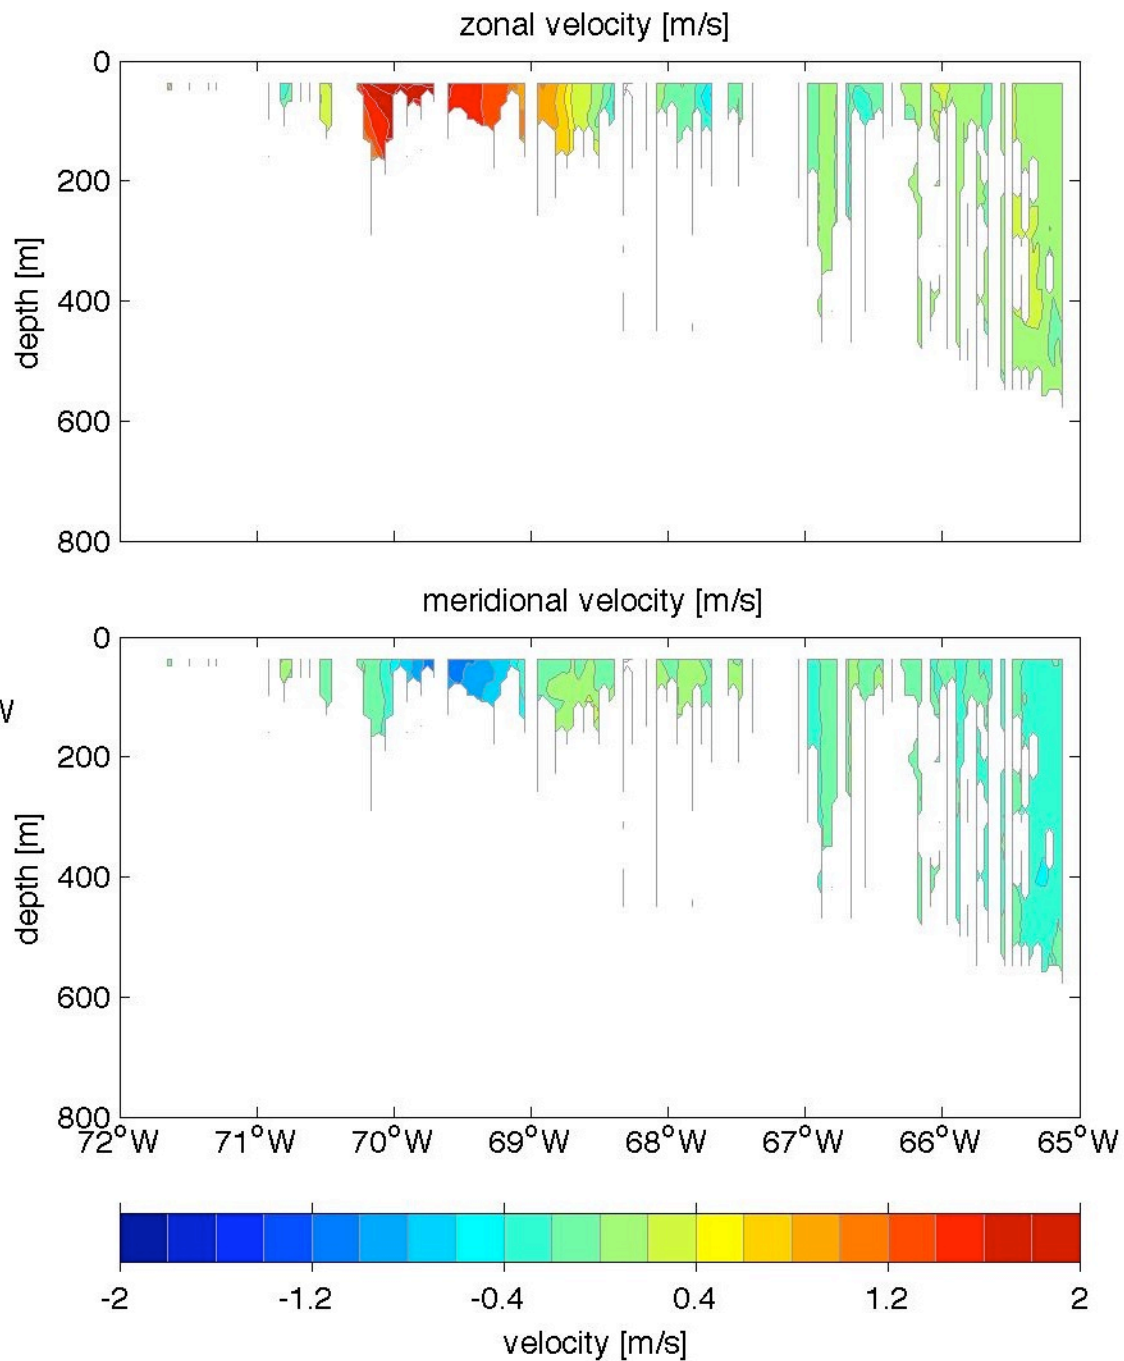 zonal velocity [m/s]
0
200
400
600
800
depth [m]
meridional velocity [m/s]
0
W
200
400
600
800
depth [m]
72°W 71°W 70°W 69°W 68°W 67°W 66°W 65°W
-2 -1.2 -0.4 0.4 1.2 2
velocity [m/s]